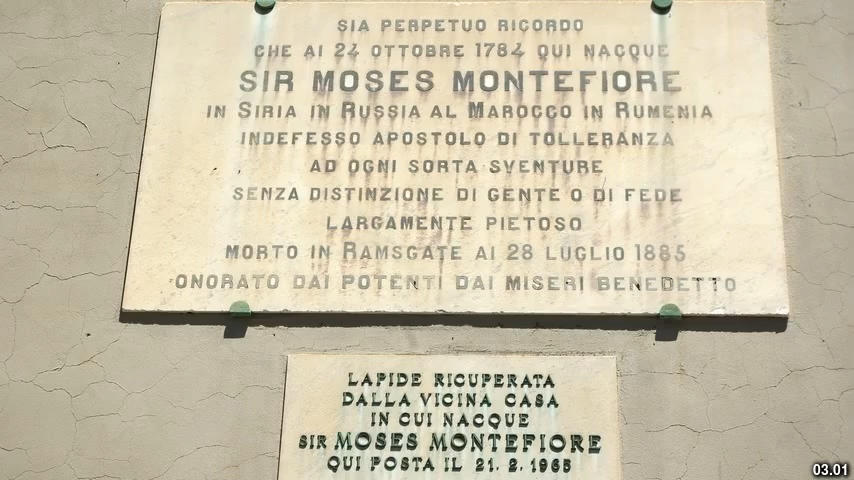 SIA PERPETUO RICORDO
CHE AI 24 OTTOBRE 1784 QUI NACQUE
SIR MOSES MONTEFIORE
IN SIRIA IN RUSSIA AL MAROCCO IN RUMENIA
INDEFESSO APOSTOLO DI TOLLERANZA
AD OGNI SORTA SVENTURE
SENZA DISTINZIONE DI GENTE O DI FEDE
LARGAMENTE PIETOSO
MORTO IN RAMSGATE AI 28 LUGLIO 1885
ONORATO DAI POTENTI DAI MISERI BENEDETTO
LAPIDE RICUPERATA
DALLA VICINA CASA
IN CUI NACQUE
SIR MOSES MONTEFIORE
QUI POSTA IL 21. 2. 1965
03.01